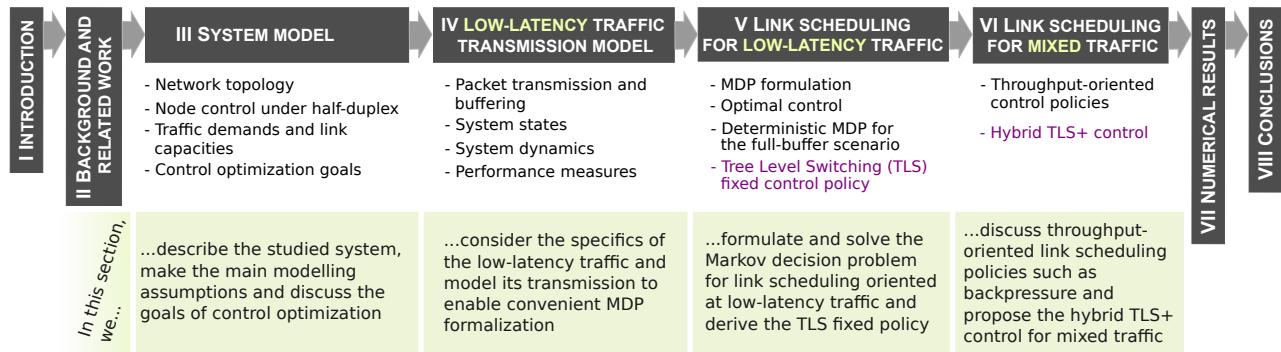 I INTRODUCTION
II BACKGROUND AND
RELATED WORK
III SYSTEM MODEL
- Network topology
- Node control under half-duplex
- Traffic demands and link
capacities
- Control optimization goals
IV LOW-LATENCY TRAFFIC
TRANSMISSION MODEL
- Packet transmission and
buffering
- System states
- System dynamics
- Performance measures
V LINK SCHEDULING
FOR LOW-LATENCY TRAFFIC
- MDP formulation
- Optimal control
- Deterministic MDP for
the full-buffer scenario
- Tree Level Switching (TLS)
fixed control policy
VI LINK SCHEDULING
FOR MIXED TRAFFIC
- Throughput-oriented
control policies
- Hybrid TLS+ control
VII NUMERICAL RESULTS
VIII CONCLUSIONS
In this section,
we...
...describe the studied system,
make the main modelling
assumptions and discuss the
goals of control optimization
...consider the specifics of
the low-latency traffic and
model its transmission to
enable convenient MDP
formalization
...formulate and solve the
Markov decision problem
for link scheduling oriented
at low-latency traffic and
derive the TLS fixed policy
...discuss throughput-
oriented link scheduling
policies such as
backpressure and
propose the hybrid TLS+
control for mixed traffic